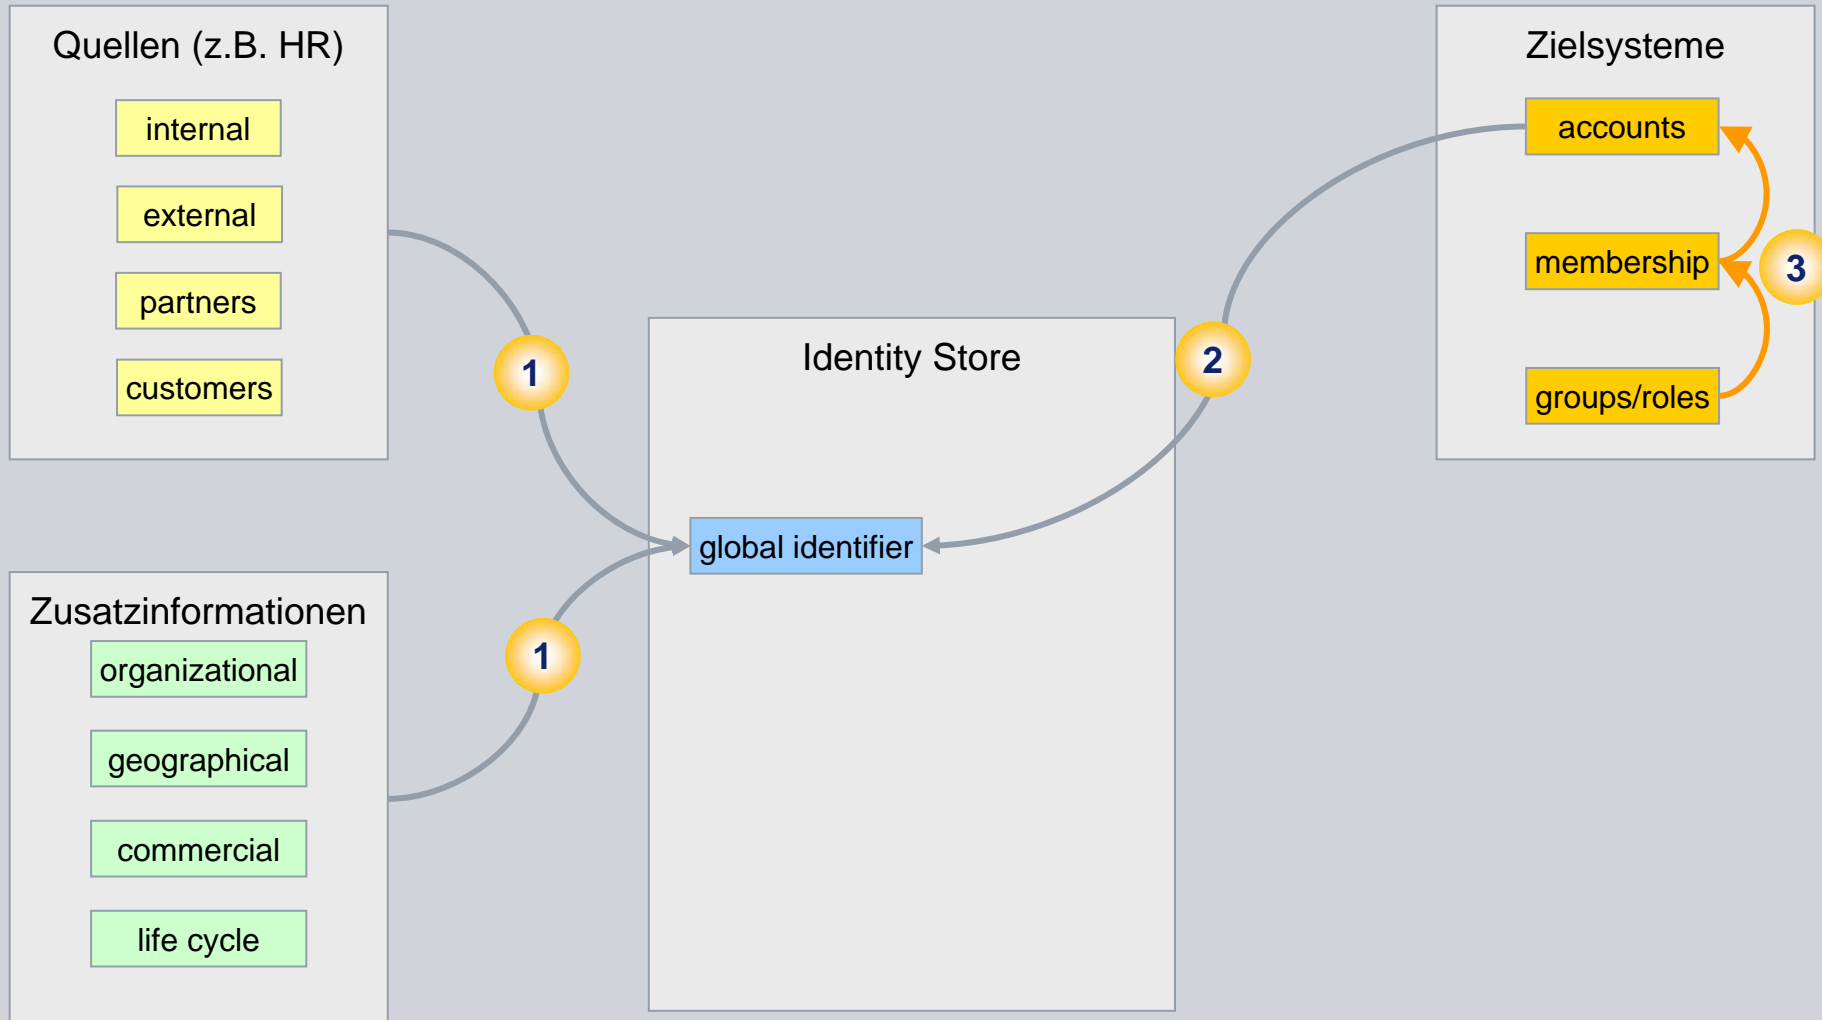 Quellen (z.B. HR)
internal
external
partners
customers
Zusatzinformationen
organizational
geographical
commercial
life cycle
1
1
Identity Store
global identifier
2
Zielsysteme
accounts
membership
groups/roles
3